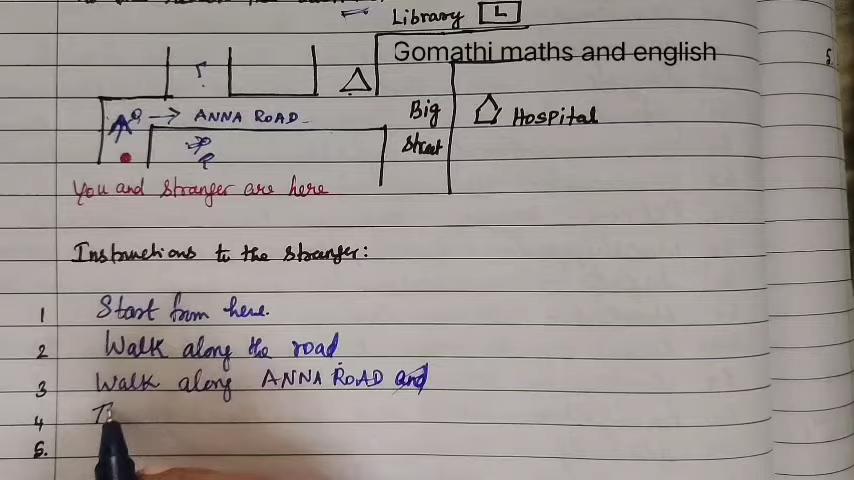 Library L
Gomathi maths and english
ANNA ROAD
Big
Street
Hospital
You and Stranger are here
Instructions to the stranger:
1 Start from here.
2 Walk along the road
3 Walk along ANNA ROAD and
4 T
5.